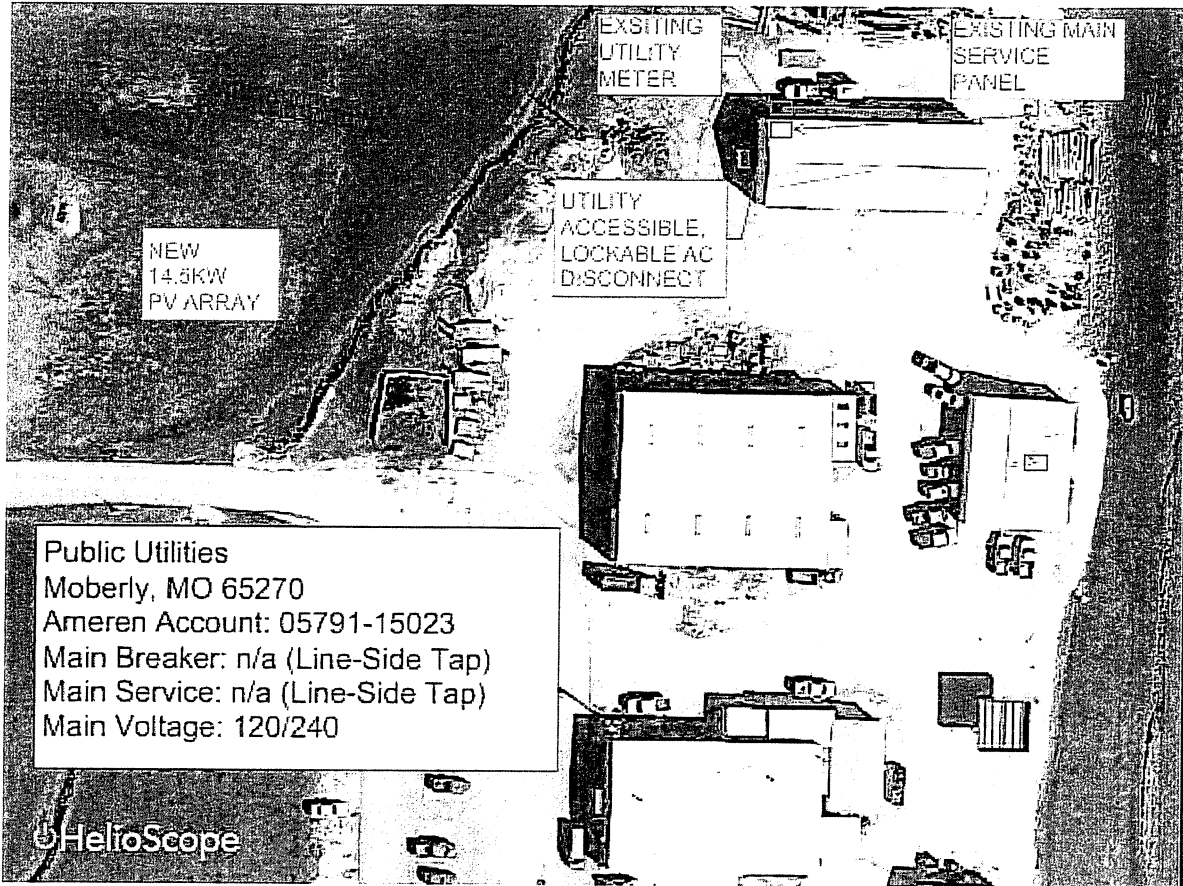 EXSITING
UTILITY
METER
EXISTING MAIN
SERVICE
PANEL
UTILITY
ACCESSIBLE,
LOCKABLE AC
DISCONNECT
NEW
14.5KW
PV ARRAY
Public Utilities
Moberly, MO 65270
Ameren Account: 05791-15023
Main Breaker: n/a (Line-Side Tap)
Main Service: n/a (Line-Side Tap)
Main Voltage: 120/240
HelioScope